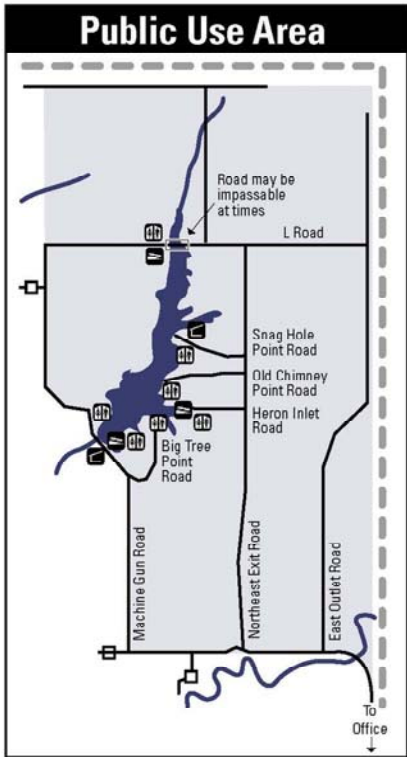 Public Use Area
Road may be
impassable
at times
L Road
Snag Hole
Point Road
Old Chimney
Point Road
Heron Inlet
Road
Big Tree
Point
Road
Machine Gun Road
Northeast Exit Road
East Outlet Road
To
Office